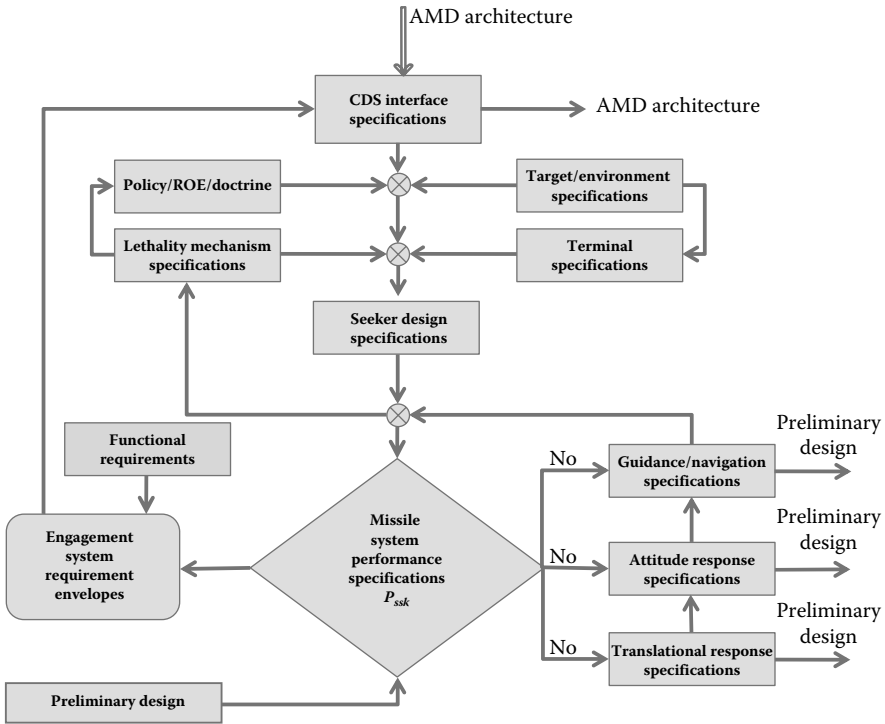 AMD architecture
CDS interface
specifications
AMD architecture
Policy/ROE/doctrine
Target/environment
specifications
Lethality mechanism
specifications
Terminal
specifications
Seeker design
specifications
Functional
requirements
Engagement
system
requirement
envelopes
Missile
system
performance
specifications
P_ssk
No
Guidance/navigation
specifications
Preliminary
design
No
Attitude response
specifications
Preliminary
design
No
Translational response
specifications
Preliminary
design
Preliminary design